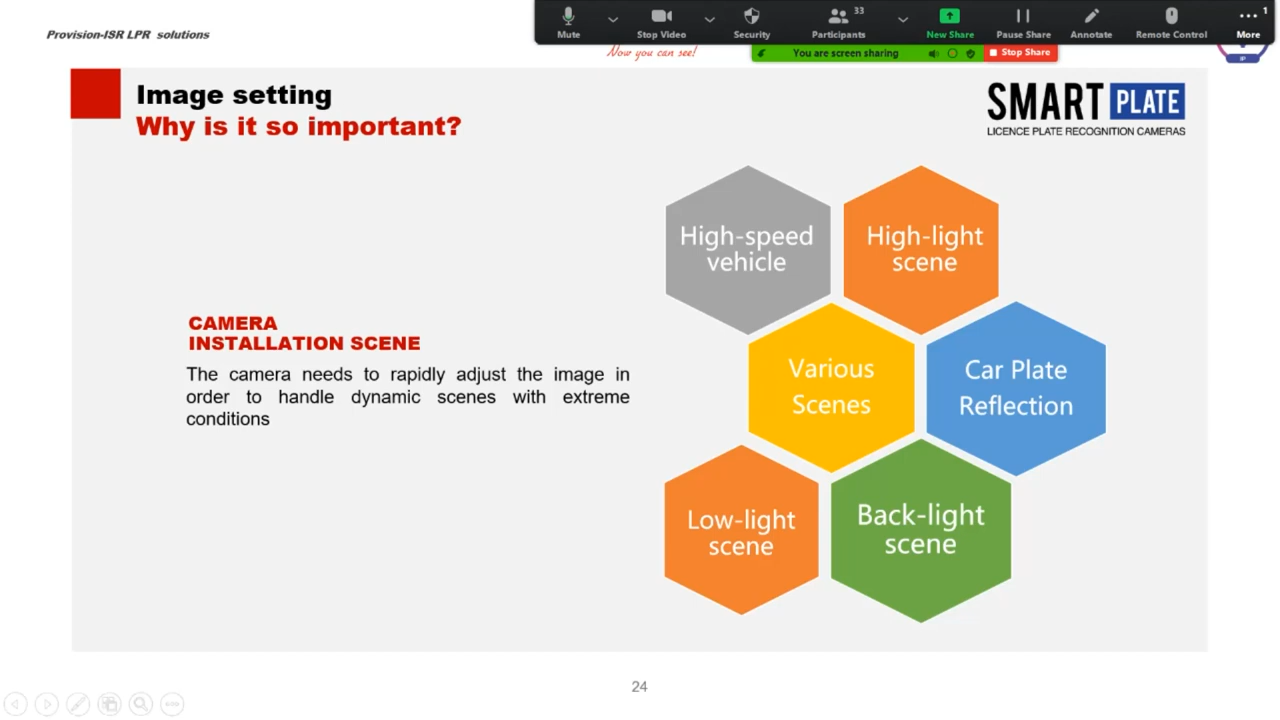 Provision-ISR LPR solutions
Mute
Stop Video
Security
Participants
33
New Share
Pause Share
Annotate
Remote Control
More
1
Now you can see!
You are screen sharing
Stop Share
IP
Image setting
Why is it so important?
SMART PLATE
LICENCE PLATE RECOGNITION CAMERAS
High-speed
vehicle
High-light
scene
CAMERA
INSTALLATION SCENE
The camera needs to rapidly adjust the image in
order to handle dynamic scenes with extreme
conditions
Various
Scenes
Car Plate
Reflection
Low-light
scene
Back-light
scene
24